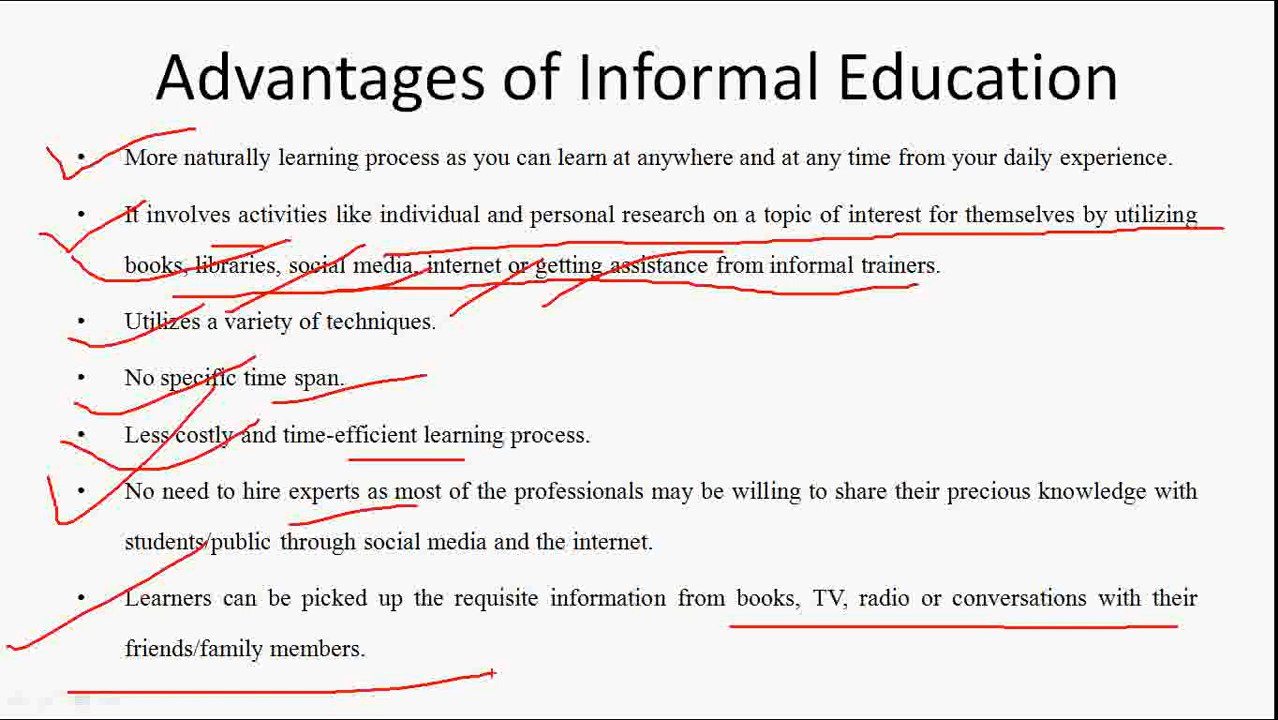 Advantages of Informal Education
• More naturally learning process as you can learn at anywhere and at any time from your daily experience.
• It involves activities like individual and personal research on a topic of interest for themselves by utilizing
books, libraries, social media, internet or getting assistance from informal trainers.
• Utilizes a variety of techniques.
• No specific time span.
• Less costly and time-efficient learning process.
• No need to hire experts as most of the professionals may be willing to share their precious knowledge with
students/public through social media and the internet.
• Learners can be picked up the requisite information from books, TV, radio or conversations with their
friends/family members.